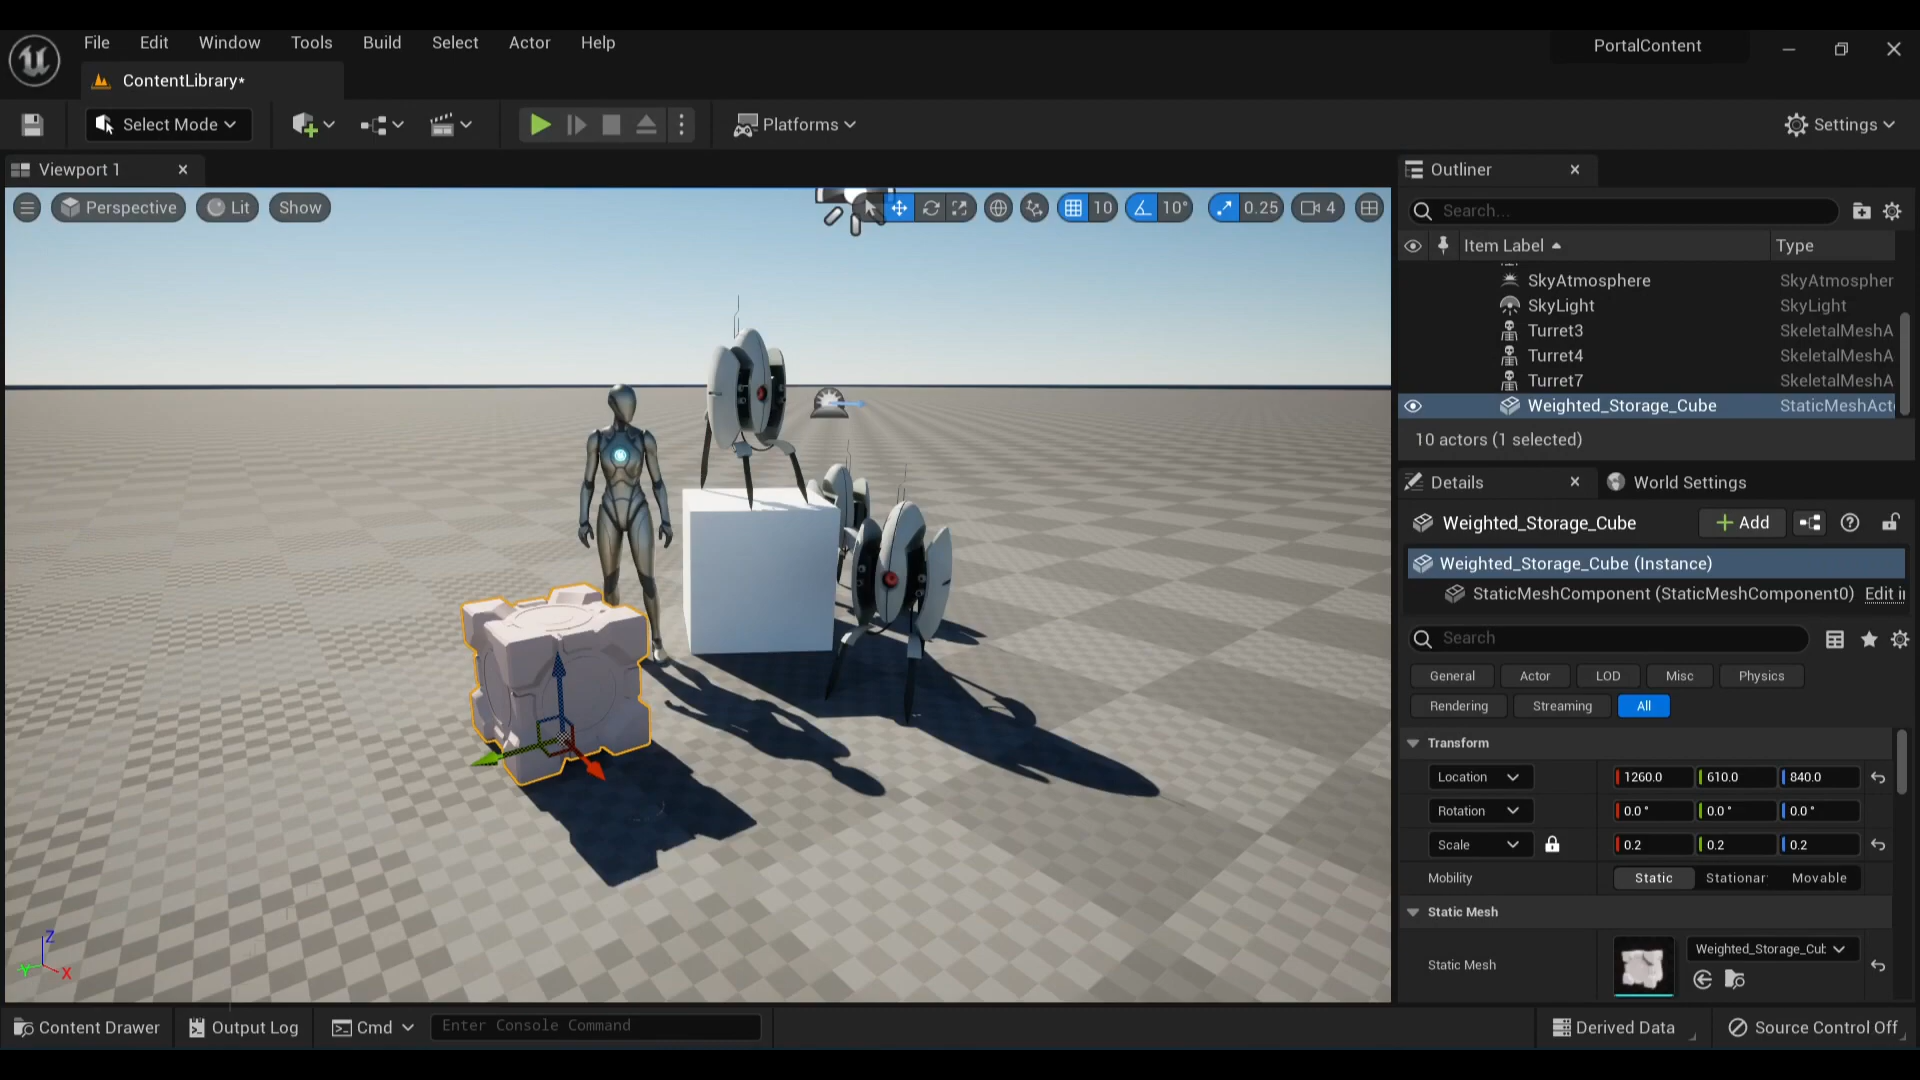 File Edit Window Tools Build Select Actor Help
PortalContent
ContentLibrary*
Select Mode
Platforms
Settings
Viewport 1
Perspective
Lit
Show
10
10°
0.25
4
Outliner
Search...
Item Label Type
SkyAtmosphere SkyAtmospher
SkyLight SkyLight
Turret3 SkeletalMeshA
Turret4 SkeletalMeshA
Turret7 SkeletalMeshA
Weighted_Storage_Cube StaticMeshAct
10 actors (1 selected)
Details
World Settings
Weighted_Storage_Cube
Add
Weighted_Storage_Cube (Instance)
StaticMeshComponent (StaticMeshComponent0) Edit i
Search
General Actor LOD Misc Physics
Rendering Streaming All
Transform
Location 1260.0 610.0 840.0
Rotation 0.0° 0.0° 0.0°
Scale 0.2 0.2 0.2
Mobility Static Stationar Movable
Static Mesh
Static Mesh
Weighted_Storage_Cub
Z
Y
X
Content Drawer
Output Log
Cmd
Enter Console Command
Derived Data
Source Control Off